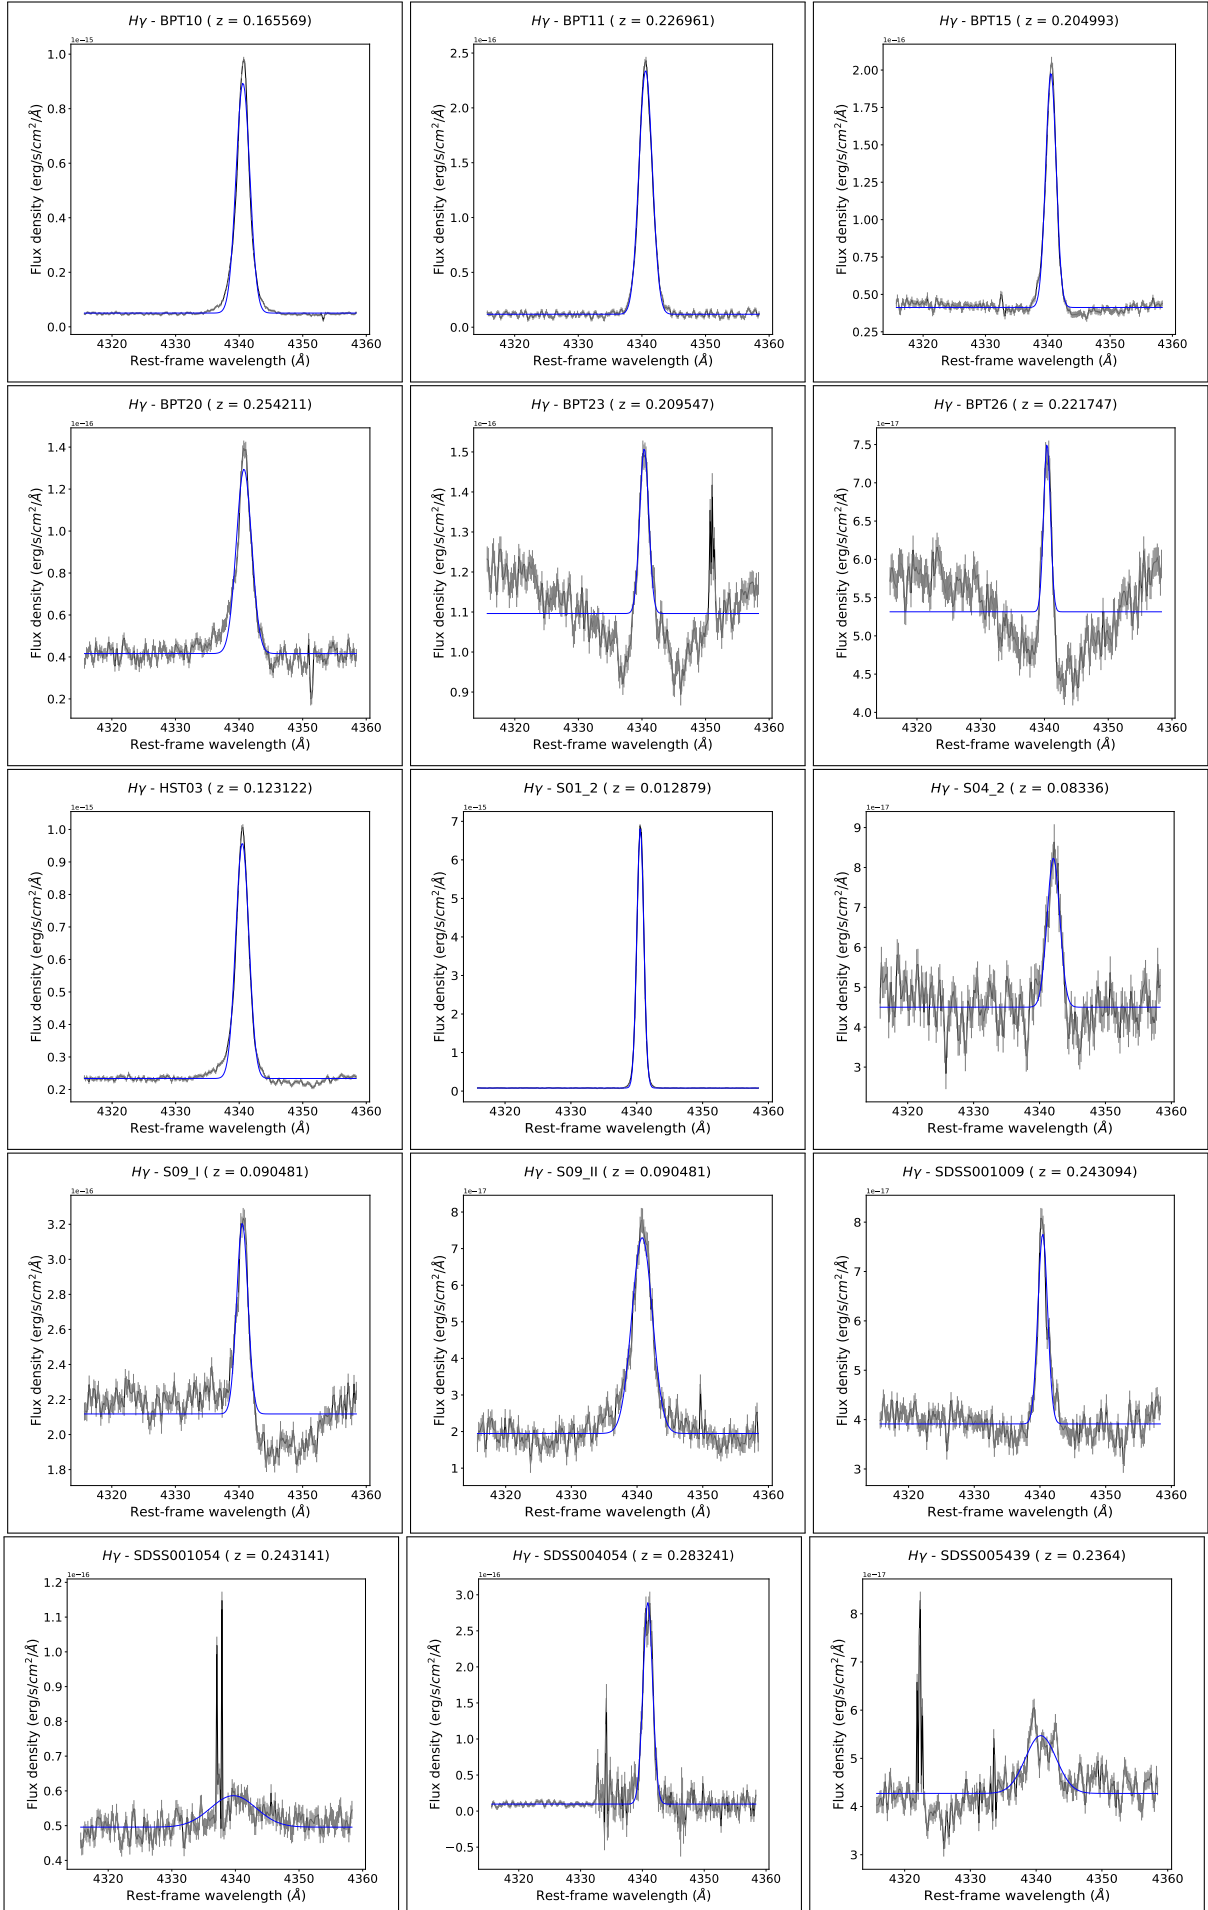 Hγ - BPT10 ( z = 0.165569)
1e−15
Flux density (erg/s/cm²/Å)
1.0
0.8
0.6
0.4
0.2
0.0
4320 4330 4340 4350 4360
Rest-frame wavelength (Å)
Hγ - BPT11 ( z = 0.226961)
1e−16
Flux density (erg/s/cm²/Å)
2.5
2.0
1.5
1.0
0.5
0.0
4320 4330 4340 4350 4360
Rest-frame wavelength (Å)
Hγ - BPT15 ( z = 0.204993)
1e−16
Flux density (erg/s/cm²/Å)
2.00
1.75
1.50
1.25
1.00
0.75
0.50
0.25
4320 4330 4340 4350 4360
Rest-frame wavelength (Å)
Hγ - BPT20 ( z = 0.254211)
1e−16
Flux density (erg/s/cm²/Å)
1.4
1.2
1.0
0.8
0.6
0.4
0.2
4320 4330 4340 4350 4360
Rest-frame wavelength (Å)
Hγ - BPT23 ( z = 0.209547)
1e−16
Flux density (erg/s/cm²/Å)
1.5
1.4
1.3
1.2
1.1
1.0
0.9
4320 4330 4340 4350 4360
Rest-frame wavelength (Å)
Hγ - BPT26 ( z = 0.221747)
1e−17
Flux density (erg/s/cm²/Å)
7.5
7.0
6.5
6.0
5.5
5.0
4.5
4.0
4320 4330 4340 4350 4360
Rest-frame wavelength (Å)
Hγ - HST03 ( z = 0.123122)
1e−15
Flux density (erg/s/cm²/Å)
1.0
0.9
0.8
0.7
0.6
0.5
0.4
0.3
0.2
4320 4330 4340 4350 4360
Rest-frame wavelength (Å)
Hγ - S01_2 ( z = 0.012879)
1e−15
Flux density (erg/s/cm²/Å)
7
6
5
4
3
2
1
0
4320 4330 4340 4350 4360
Rest-frame wavelength (Å)
Hγ - S04_2 ( z = 0.08336)
1e−17
Flux density (erg/s/cm²/Å)
9
8
7
6
5
4
3
4320 4330 4340 4350 4360
Rest-frame wavelength (Å)
Hγ - S09_I ( z = 0.090481)
1e−16
Flux density (erg/s/cm²/Å)
3.2
3.0
2.8
2.6
2.4
2.2
2.0
1.8
4320 4330 4340 4350 4360
Rest-frame wavelength (Å)
Hγ - S09_II ( z = 0.090481)
1e−17
Flux density (erg/s/cm²/Å)
8
7
6
5
4
3
2
1
4320 4330 4340 4350 4360
Rest-frame wavelength (Å)
Hγ - SDSS001009 ( z = 0.243094)
1e−17
Flux density (erg/s/cm²/Å)
8
7
6
5
4
3
4320 4330 4340 4350 4360
Rest-frame wavelength (Å)
Hγ - SDSS001054 ( z = 0.243141)
1e−16
Flux density (erg/s/cm²/Å)
1.2
1.1
1.0
0.9
0.8
0.7
0.6
0.5
0.4
4320 4330 4340 4350 4360
Rest-frame wavelength (Å)
Hγ - SDSS004054 ( z = 0.283241)
1e−16
Flux density (erg/s/cm²/Å)
3.0
2.5
2.0
1.5
1.0
0.5
0.0
−0.5
4320 4330 4340 4350 4360
Rest-frame wavelength (Å)
Hγ - SDSS005439 ( z = 0.2364)
1e−17
Flux density (erg/s/cm²/Å)
8
7
6
5
4
3
4320 4330 4340 4350 4360
Rest-frame wavelength (Å)